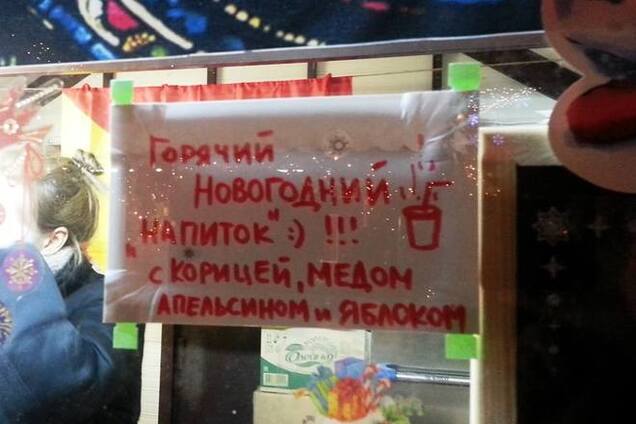 Горячий
новогодний
„напиток" :) !!!
с корицей, медом
апельсином и яблоком